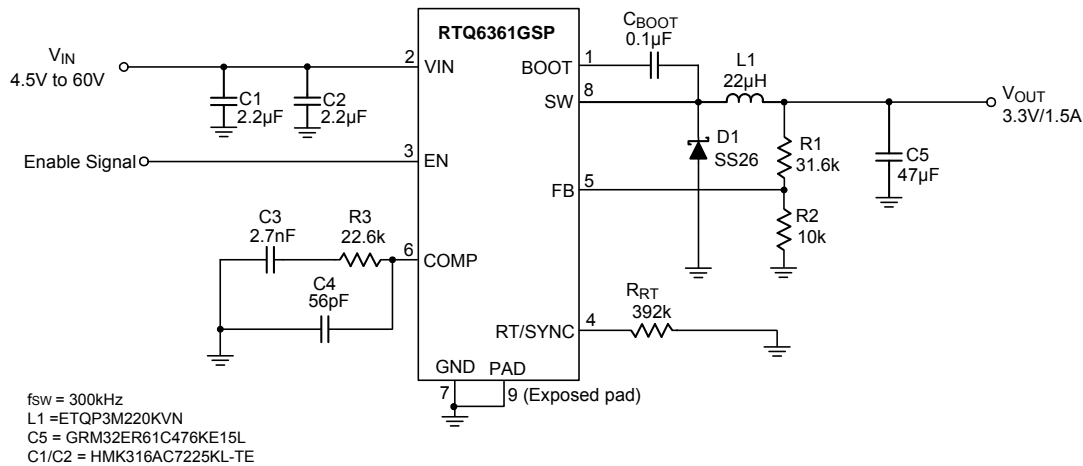 RTQ6361GSP
VIN
4.5V to 60V
2
VIN
C1
2.2µF
C2
2.2µF
Enable Signal
3
EN
C3
2.7nF
R3
22.6k
6
COMP
C4
56pF
GND
PAD
7
9 (Exposed pad)
BOOT
1
CBOOT
0.1µF
SW
8
L1
22µH
VOUT
3.3V/1.5A
D1
SS26
R1
31.6k
C5
47µF
FB
5
R2
10k
RT/SYNC
4
RRT
392k
fSW = 300kHz
L1 =ETQP3M220KVN
C5 = GRM32ER61C476KE15L
C1/C2 = HMK316AC7225KL-TE